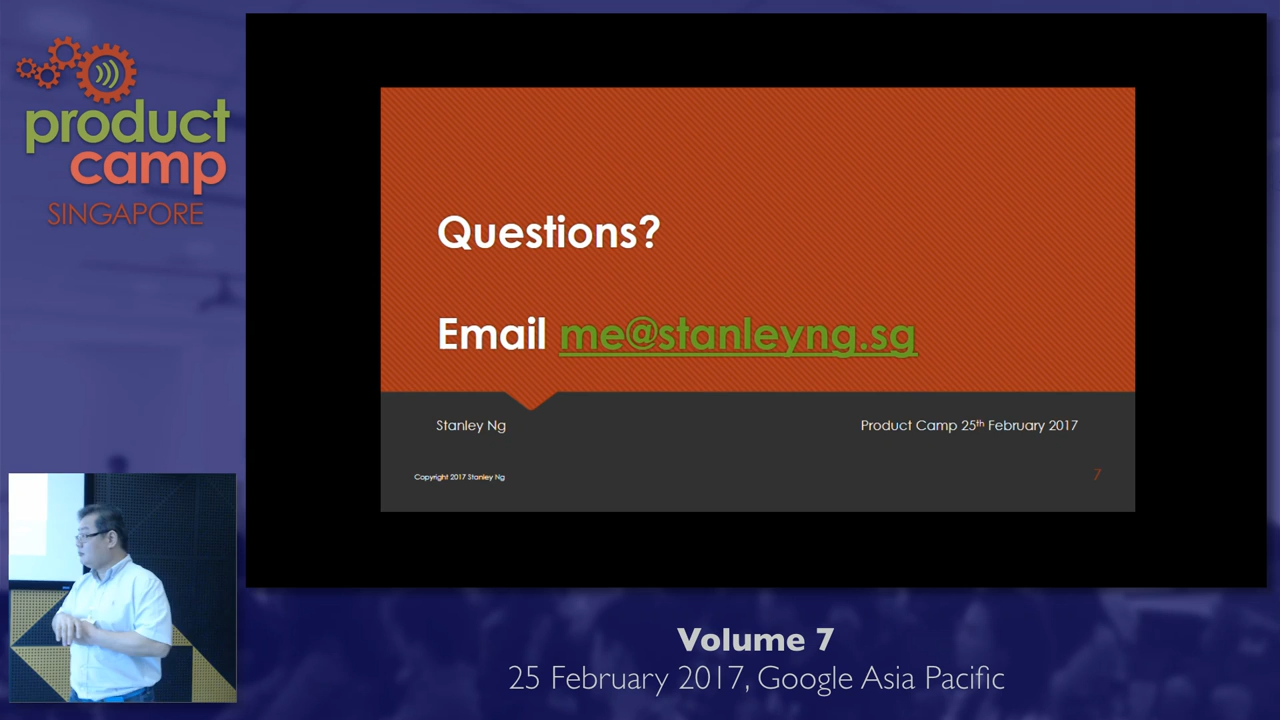 product
camp
SINGAPORE
Questions?
Email me@stanleyng.sg
Stanley Ng
Product Camp 25th February 2017
Copyright 2017 Stanley Ng
7
Volume 7
25 February 2017, Google Asia Pacific